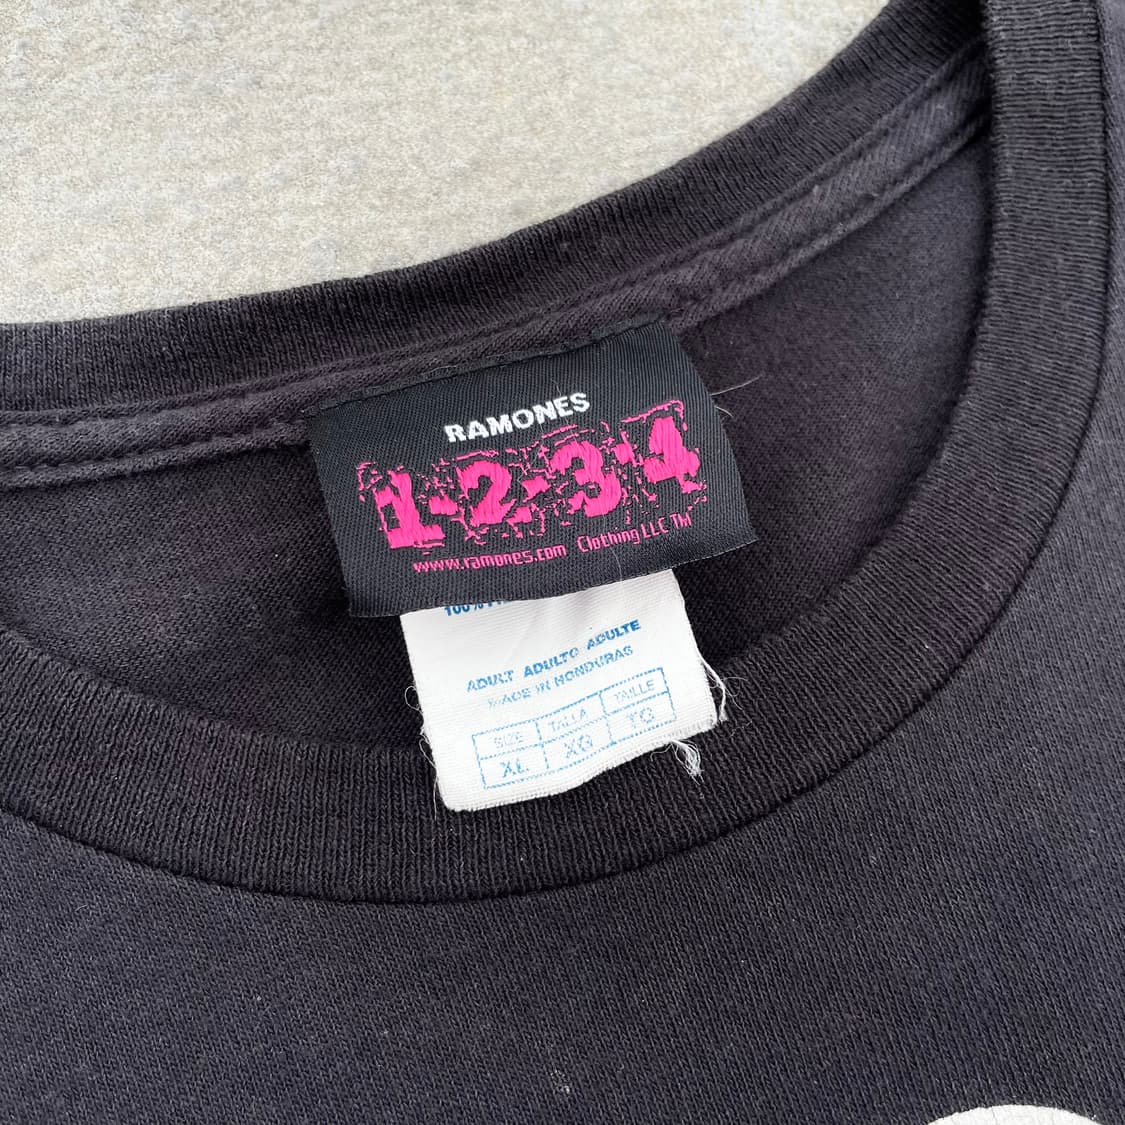 RAMONES
1-2-3-4
www.ramones.com Clothing LLC TM
100%
ADULT ADULTO ADULTE
MADE IN HONDURAS
SIZE TALLA TAILLE
XL XG TG